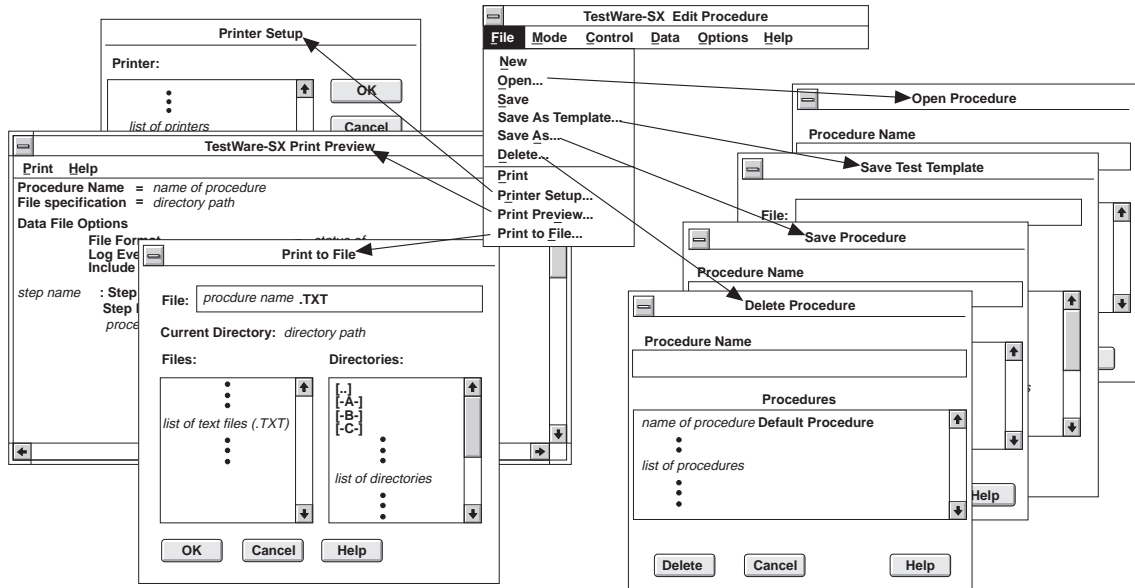 TestWare-SX Edit Procedure
File Mode Control Data Options Help
New
Open...
Save
Save As Template...
Save As...
Delete...
Print
Printer Setup...
Print Preview...
Print to File...
Printer Setup
Printer:
list of printers
OK
Cancel
TestWare-SX Print Preview
Print Help
Procedure Name = name of procedure
File specification = directory path
Data File Options
File Format status of
Log Eve
Include
step name : Step
Step
proce
Print to File
File: procdure name .TXT
Current Directory: directory path
Files:
Directories:
list of text files (.TXT)
[..]
[-A-]
[-B-]
[-C-]
list of directories
OK Cancel Help
Open Procedure
Procedure Name
Save Test Template
File:
Save Procedure
Procedure Name
Help
Delete Procedure
Procedure Name
Procedures
name of procedure Default Procedure
list of procedures
Delete Cancel Help